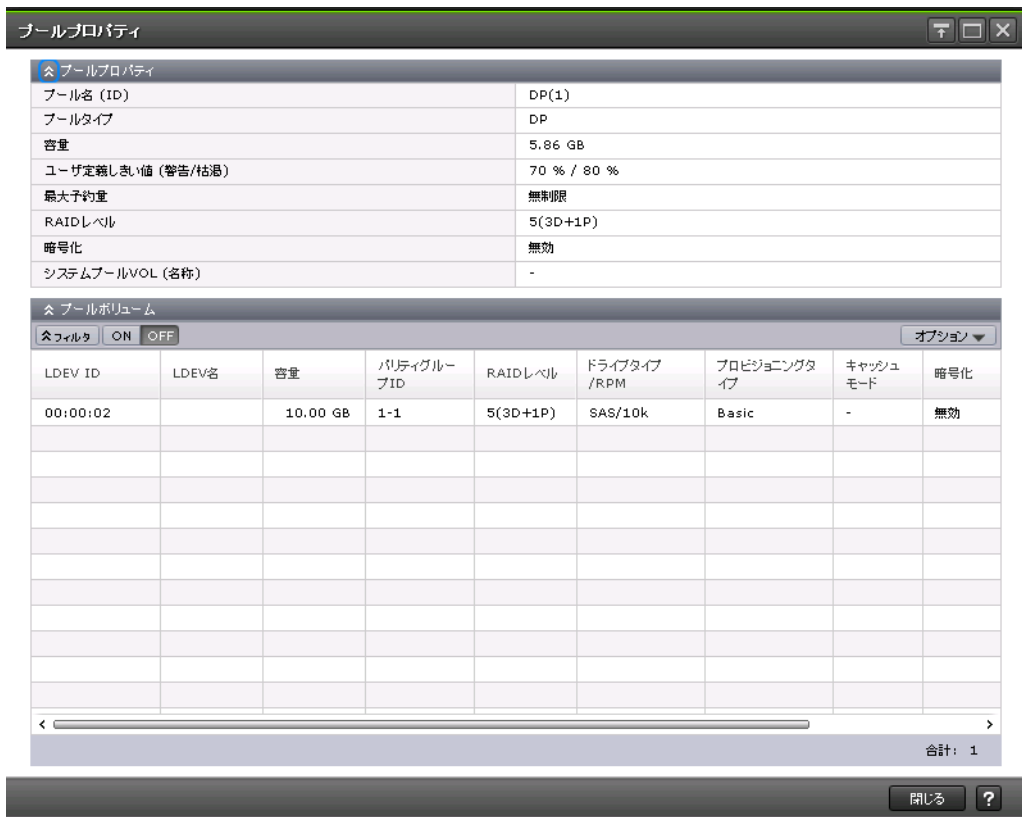 プールプロパティ
プールプロパティ
プール名 (ID) DP(1)
プールタイプ DP
容量 5.86 GB
ユーザ定義しきい値 (警告/枯渇) 70 % / 80 %
最大予約量 無制限
RAIDレベル 5(3D+1P)
暗号化 無効
システムプールVOL (名称) -
プールボリューム
フィルタ ON OFF オプション
LDEV ID LDEV名 容量 パリティグルー RAIDレベル ドライブタイプ プロビジョニングタ キャッシュ 暗号化
プID /RPM イプ モード
00:00:02 10.00 GB 1-1 5(3D+1P) SAS/10k Basic - 無効
合計: 1
閉じる ?